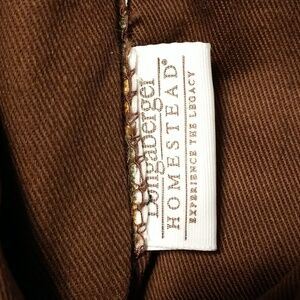 Longaberger
HOMESTEAD®
EXPERIENCE THE LEGACY